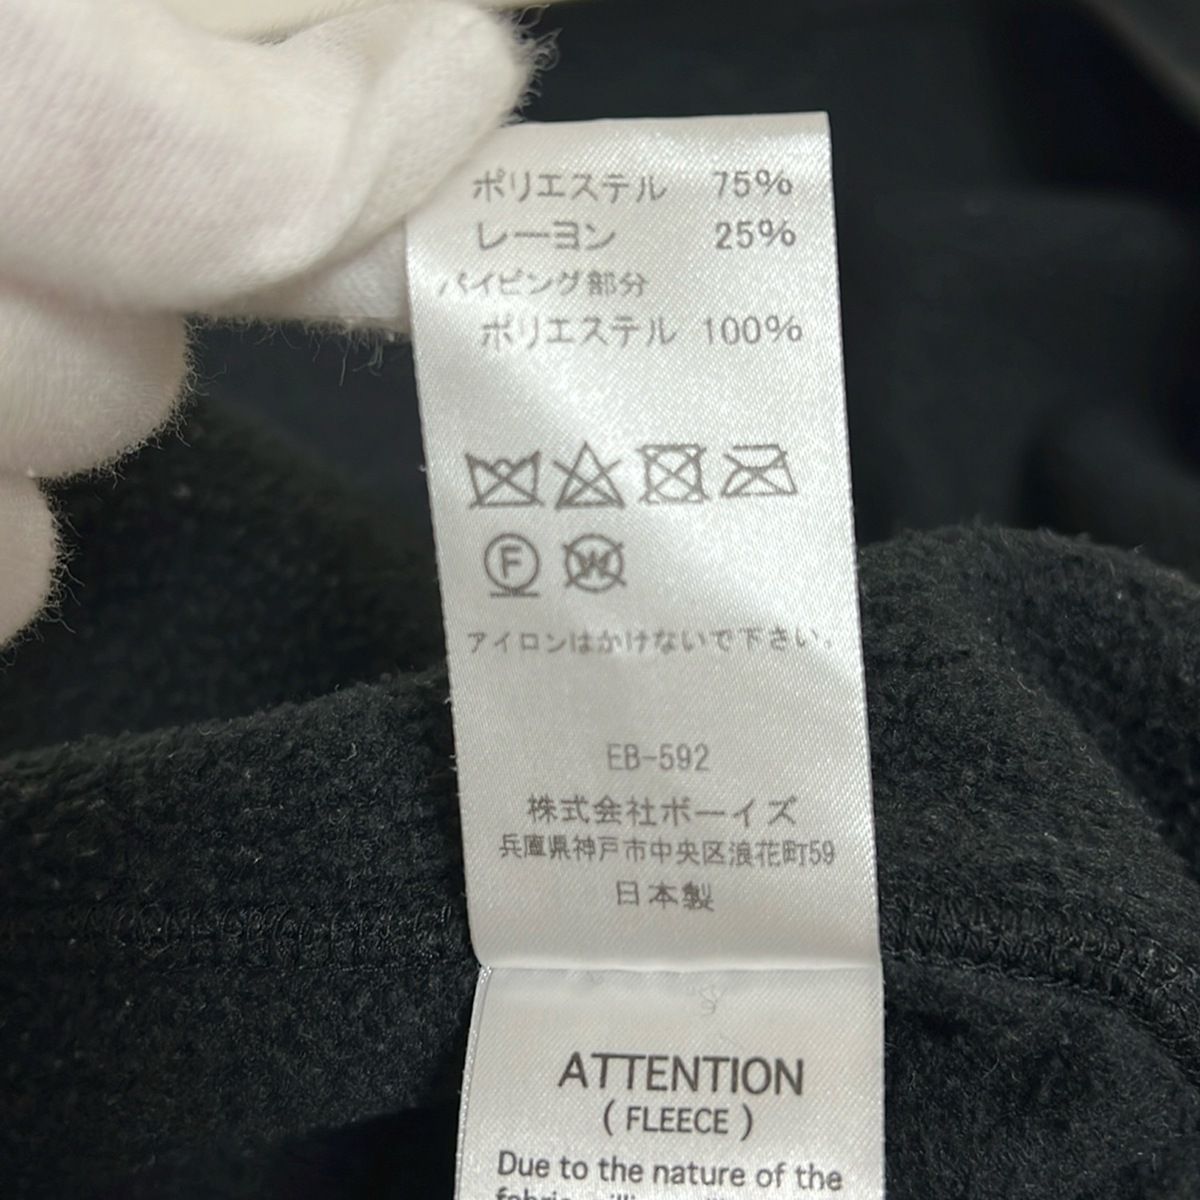 ポリエステル 75%
レーヨン 25%
パイピング部分
ポリエステル 100%
F W
アイロンはかけないで下さい。
EB-592
株式会社ボーイズ
兵庫県神戸市中央区浪花町59
日本製
ATTENTION
( FLEECE )
Due to the nature of the